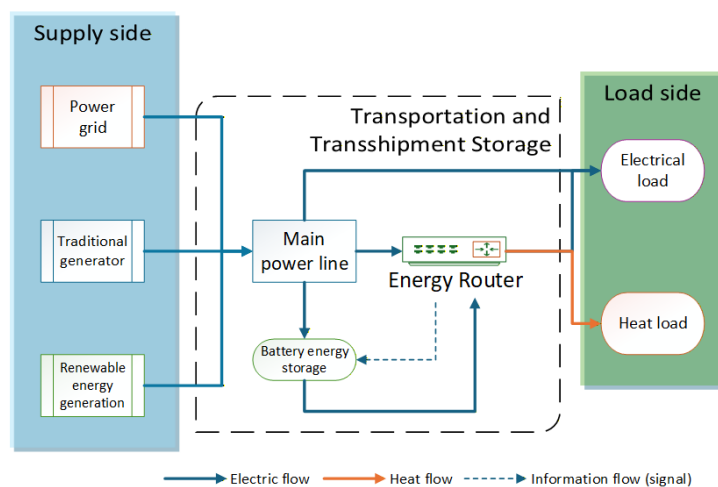 Supply side
Power
grid
Traditional
generator
Renewable
energy
generation
Transportation and
Transshipment Storage
Main
power line
Energy Router
Battery energy
storage
Load side
Electrical
load
Heat load
Electric flow
Heat flow
Information flow (signal)